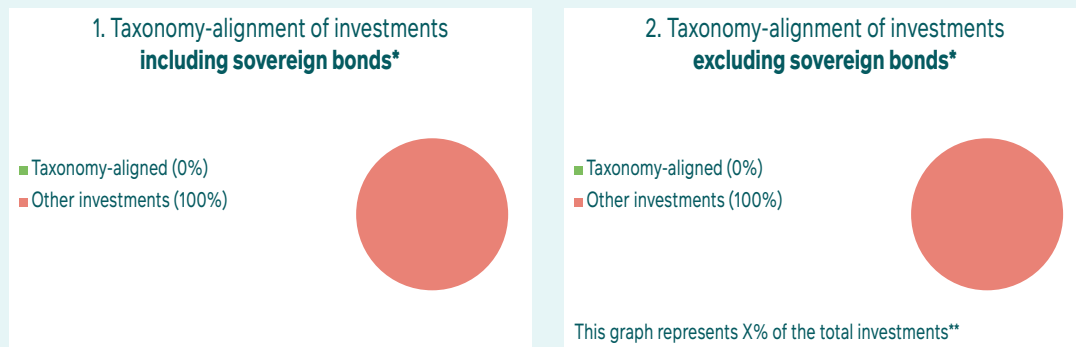 1. Taxonomy-alignment of investments
including sovereign bonds*
Taxonomy-aligned (0%)
Other investments (100%)
2. Taxonomy-alignment of investments
excluding sovereign bonds*
Taxonomy-aligned (0%)
Other investments (100%)
This graph represents X% of the total investments**